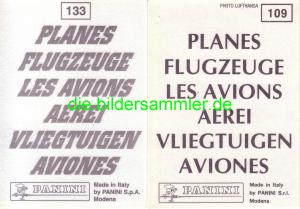 133
PLANES
FLUGZEUGE
LES AVIONS
AEREI
VLIEGTUIGEN
AVIONES
PANINI
Made in Italy
by PANINI S.p.A.
Modena
PHOTO LUFTHANSA
109
PLANES
FLUGZEUGE
LES AVIONS
AEREI
VLIEGTUIGEN
AVIONES
PANINI
Made in Italy
by PANINI S.r.l.
Modena
die.bildersammler.de